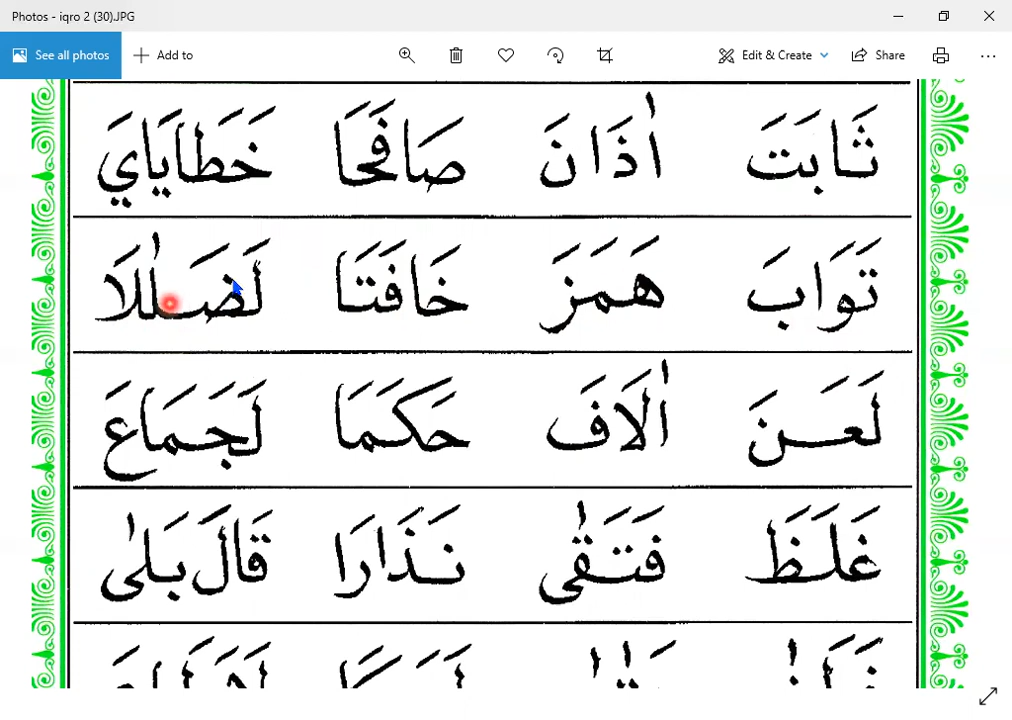 Photos - iqro 2 (30).JPG
See all photos Add to Edit & Create Share
ثَابَتَ اٰذَانَ صَافَحَا خَطَايَايَ
تَوَابَ هَمَزَ خَافَتَا لَضَلٰلَا
لَعَنَ اٰلَافَ حَكَمَا لَجَمَاعَ
غَلَظَ فَتَقٰى نَذَارَا قَالَ بَلٰى